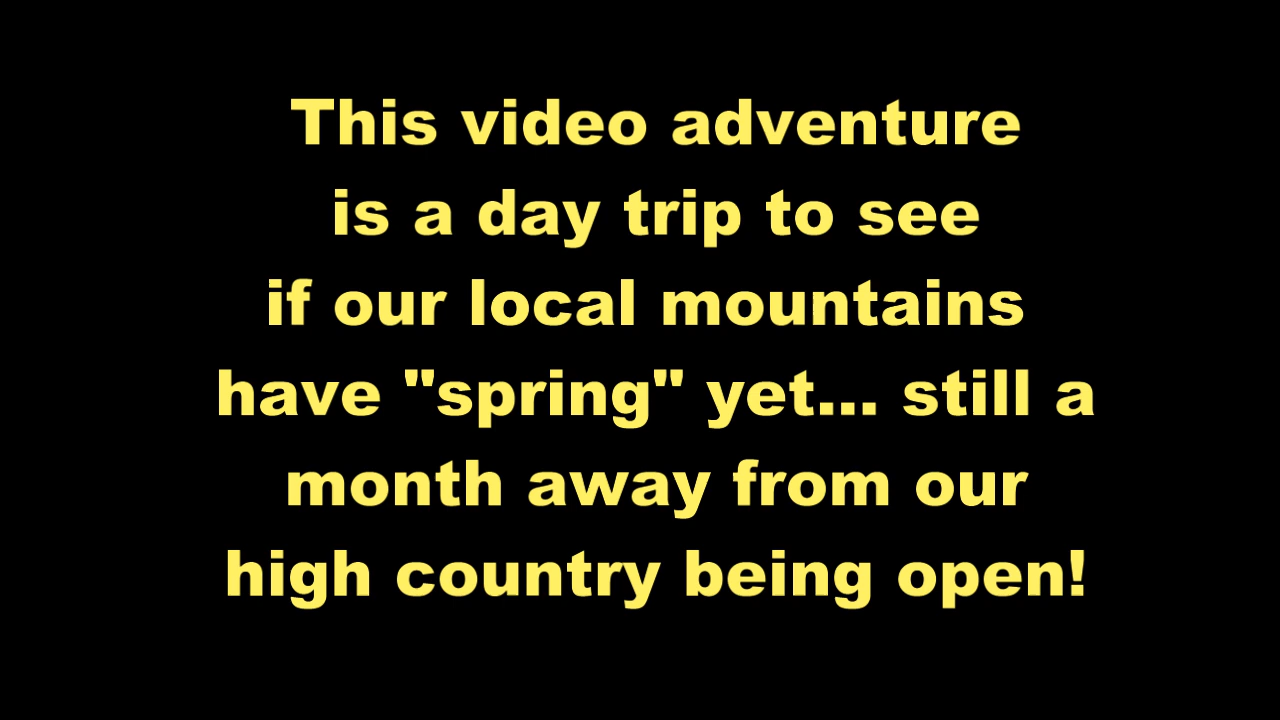 This video adventure
is a day trip to see
if our local mountains
have "spring" yet... still a
month away from our
high country being open!